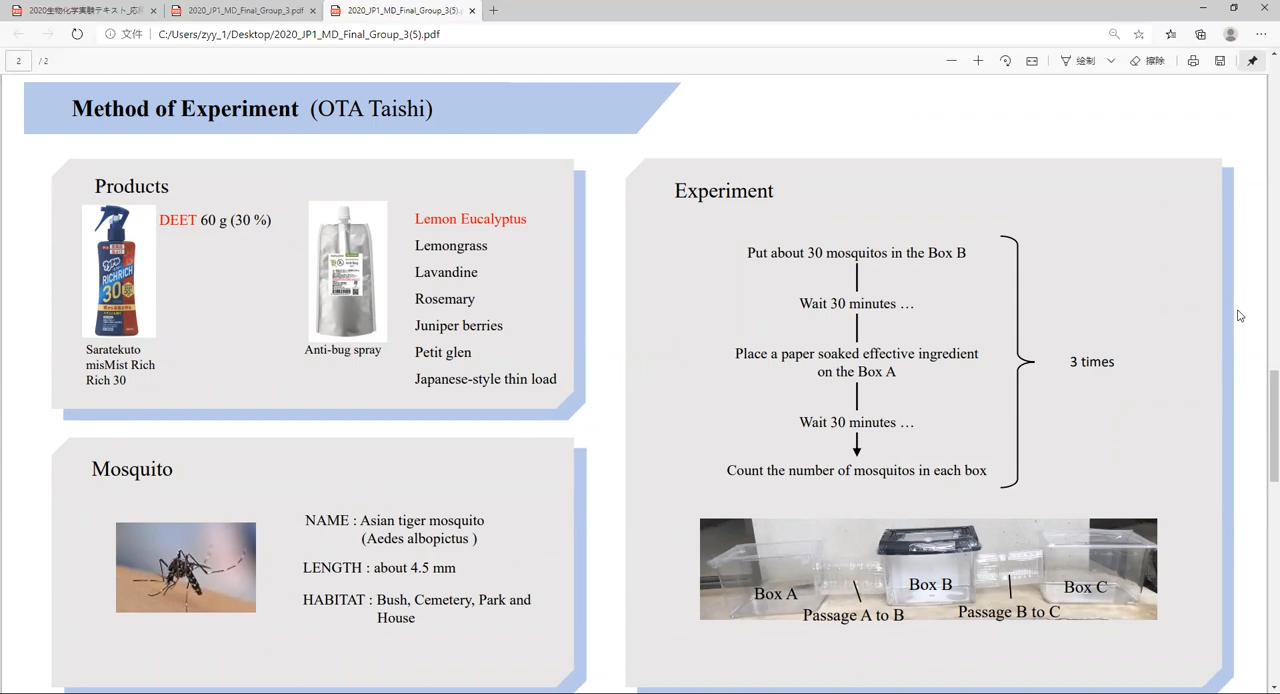 2020生物化学実験テキスト_応
2020_JP1_MD_Final_Group_3.pdf
2020_JP1_MD_Final_Group_3(5).p
文件
C:/Users/zyy_1/Desktop/2020_JP1_MD_Final_Group_3(5).pdf
2 / 2
绘制
擦除
Method of Experiment (OTA Taishi)
Products
DEET 60 g (30 %)
RICHRICH
30
Saratekuto
misMist Rich
Rich 30
Anti-bug spray
Lemon Eucalyptus
Lemongrass
Lavandine
Rosemary
Juniper berries
Petit glen
Japanese-style thin load
Mosquito
NAME : Asian tiger mosquito
(Aedes albopictus )
LENGTH : about 4.5 mm
HABITAT : Bush, Cemetery, Park and
House
Experiment
Put about 30 mosquitos in the Box B
Wait 30 minutes …
Place a paper soaked effective ingredient
on the Box A
Wait 30 minutes …
Count the number of mosquitos in each box
3 times
Box A
Passage A to B
Box B
Passage B to C
Box C